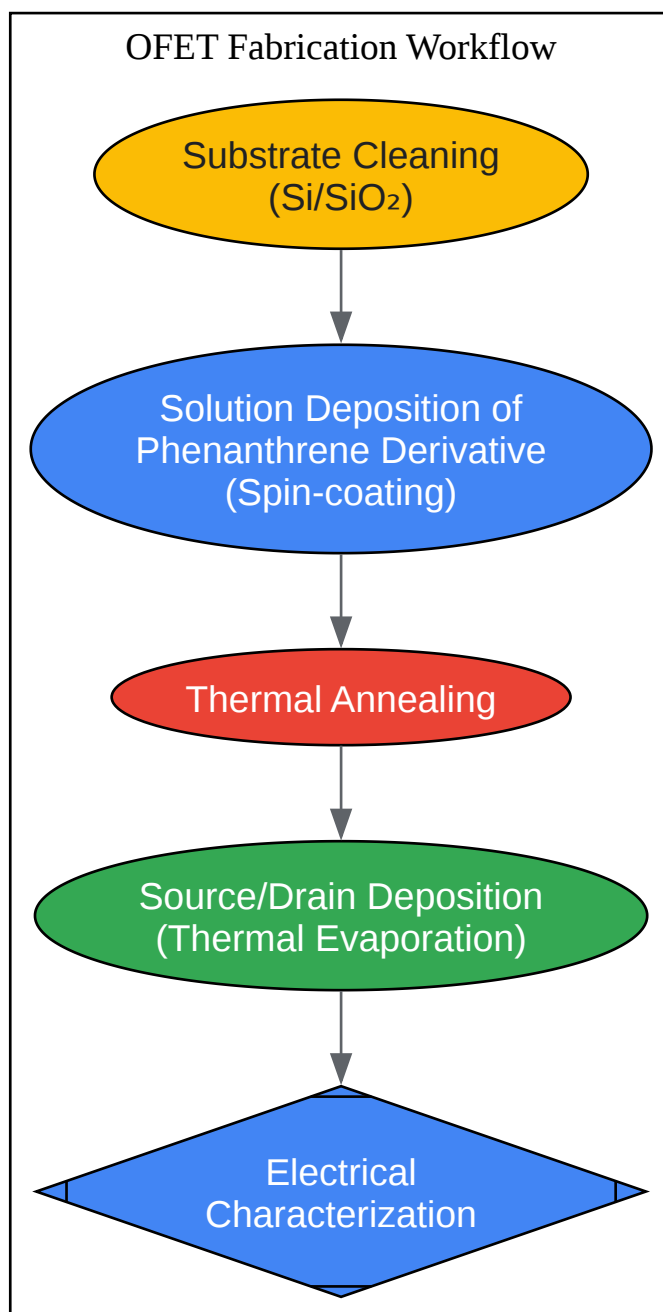 OFET Fabrication Workflow
Substrate Cleaning
(Si/SiO₂)
Solution Deposition of
Phenanthrene Derivative
(Spin-coating)
Thermal Annealing
Source/Drain Deposition
(Thermal Evaporation)
Electrical
Characterization